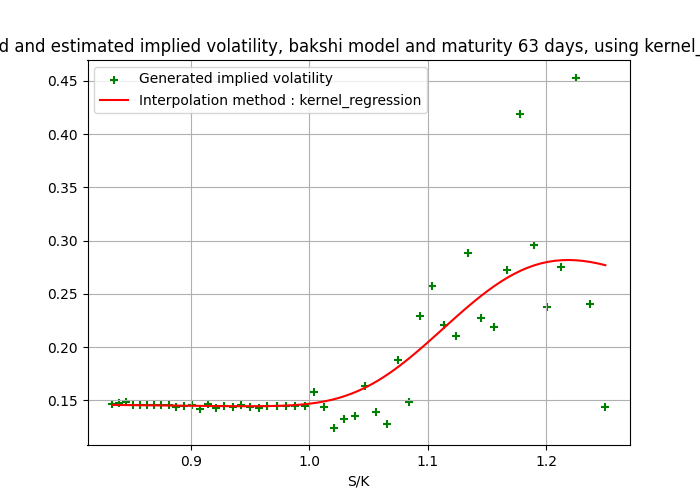 d and estimated implied volatility, bakshi model and maturity 63 days, using kernel_
Generated implied volatility
Interpolation method : kernel_regression
0.45
0.40
0.35
0.30
0.25
0.20
0.15
0.9 1.0 1.1 1.2
S/K